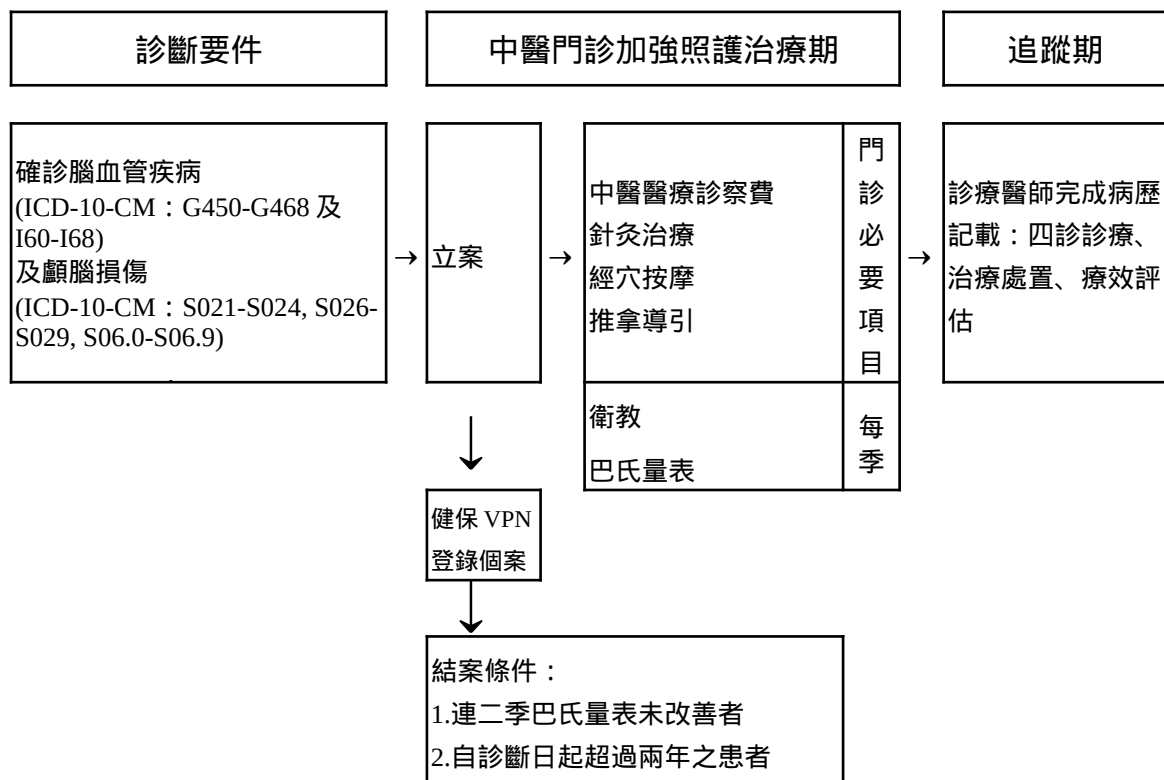 診斷要件
中醫門診加強照護治療期
追蹤期
確診腦血管疾病
(ICD-10-CM：G450-G468 及
I60-I68)
及顱腦損傷
(ICD-10-CM：S021-S024, S026-
S029, S06.0-S06.9)
→
立案
→
中醫醫療診察費
針灸治療
經穴按摩
推拿導引
門
診
必
要
項
目
→
診療醫師完成病歷
記載：四診診療、
治療處置、療效評
估
衛教
巴氏量表
每
季
健保 VPN
登錄個案
結案條件：
1.連二季巴氏量表未改善者
2.自診斷日起超過兩年之患者